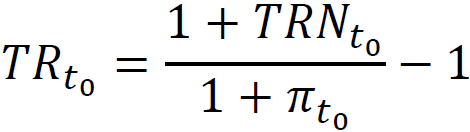 $TR_{t_0} = \frac{1 + TRN_{t_0}}{1 + \pi_{t_0}} - 1$